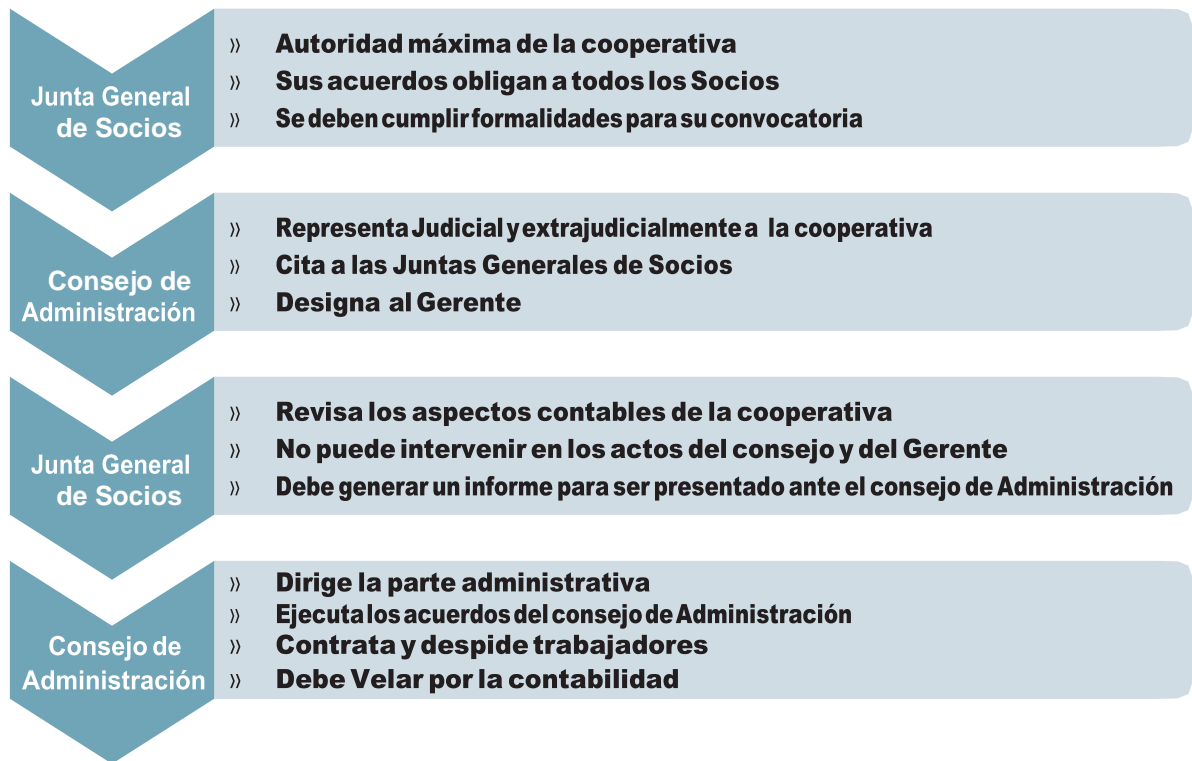 Junta General
de Socios
» Autoridad máxima de la cooperativa
» Sus acuerdos obligan a todos los Socios
» Se deben cumplir formalidades para su convocatoria
Consejo de
Administración
» Representa Judicial y extrajudicialmente a la cooperativa
» Cita a las Juntas Generales de Socios
» Designa al Gerente
Junta General
de Socios
» Revisa los aspectos contables de la cooperativa
» No puede intervenir en los actos del consejo y del Gerente
» Debe generar un informe para ser presentado ante el consejo de Administración
Consejo de
Administración
» Dirige la parte administrativa
» Ejecuta los acuerdos del consejo de Administración
» Contrata y despide trabajadores
» Debe Velar por la contabilidad